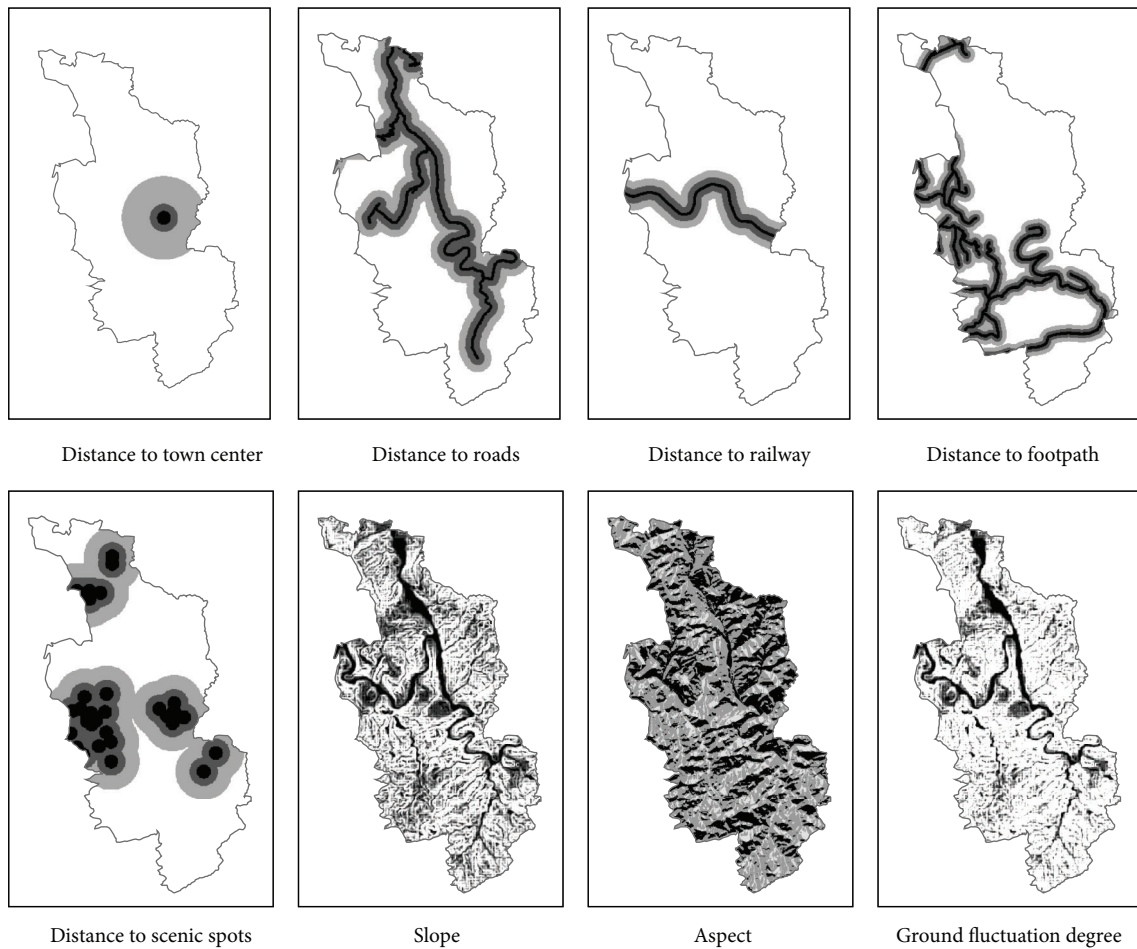 Distance to town center
Distance to roads
Distance to railway
Distance to footpath
Distance to scenic spots
Slope
Aspect
Ground fluctuation degree